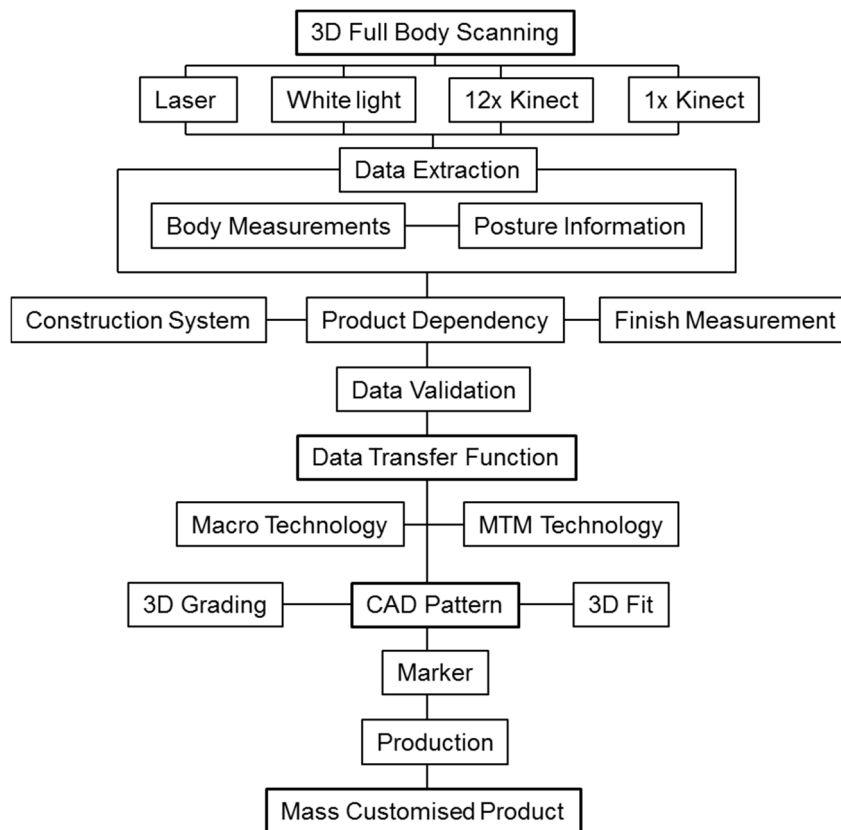 3D Full Body Scanning
Laser
White light
12x Kinect
1x Kinect
Data Extraction
Body Measurements
Posture Information
Construction System
Product Dependency
Finish Measurement
Data Validation
Data Transfer Function
Macro Technology
MTM Technology
3D Grading
CAD Pattern
3D Fit
Marker
Production
Mass Customised Product